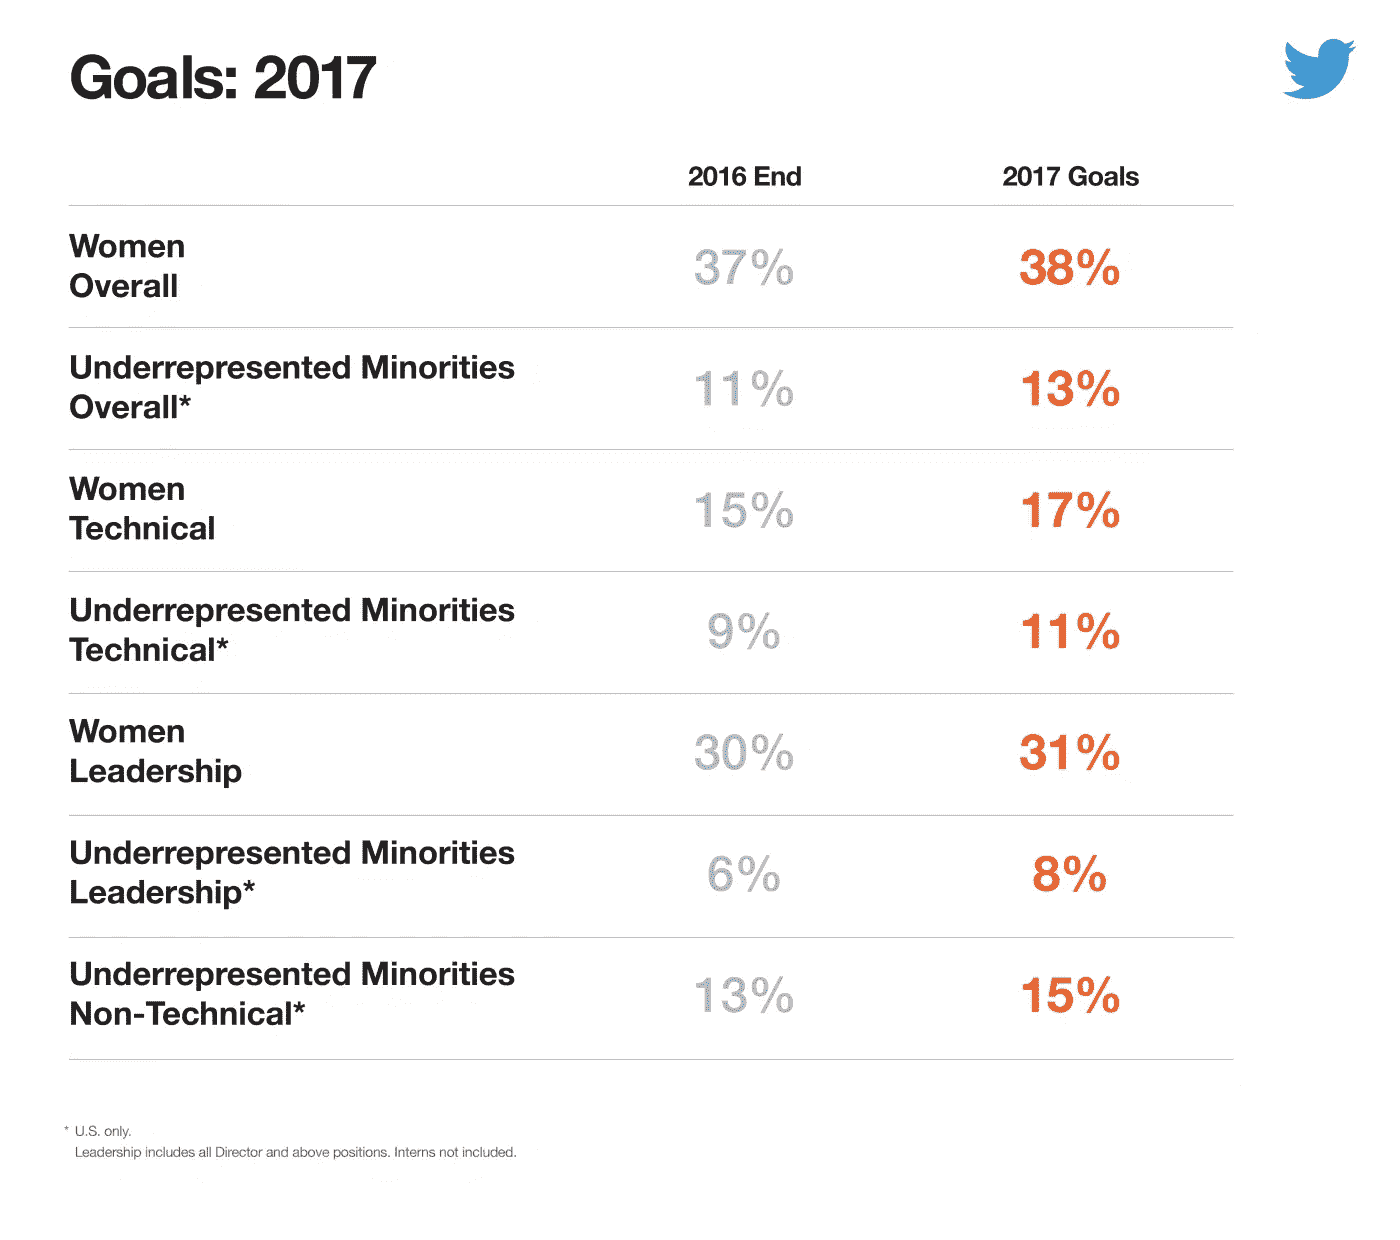 Goals: 2017
2016 End 2017 Goals
Women
Overall
37% 38%
Underrepresented Minorities
Overall*
11% 13%
Women
Technical
15% 17%
Underrepresented Minorities
Technical*
9% 11%
Women
Leadership
30% 31%
Underrepresented Minorities
Leadership*
6% 8%
Underrepresented Minorities
Non-Technical*
13% 15%
* U.S. only.
Leadership includes all Director and above positions. Interns not included.